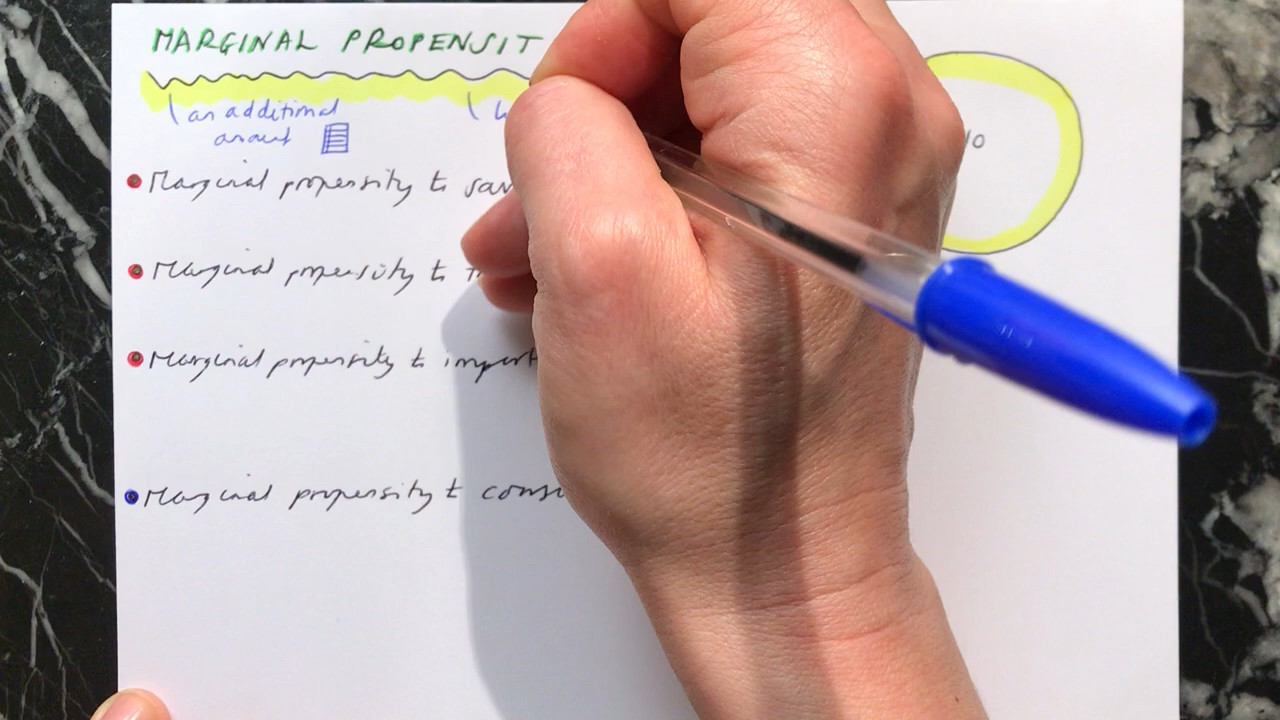 MARGINAL PROPENSIT
an additional
amount
10
Marginal propensity to sav
Marginal propensity to
Marginal propensity to import
Marginal propensity to consu